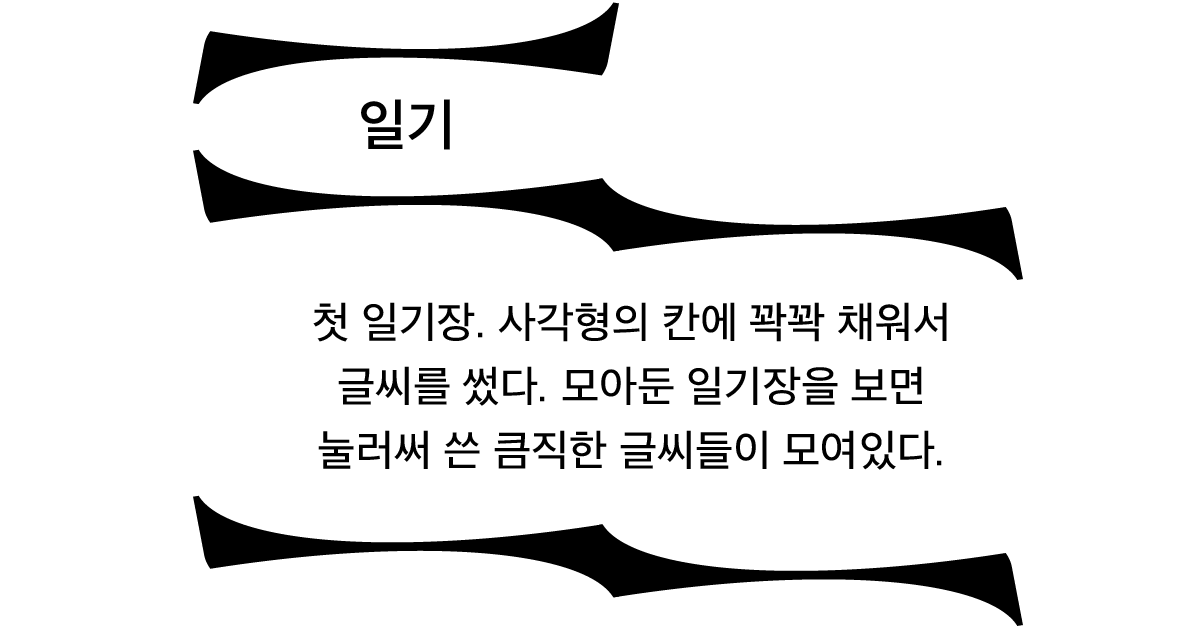 일기
첫 일기장. 사각형의 칸에 꽉꽉 채워서
글씨를 썼다. 모아둔 일기장을 보면
눌러써 쓴 큼직한 글씨들이 모여있다.